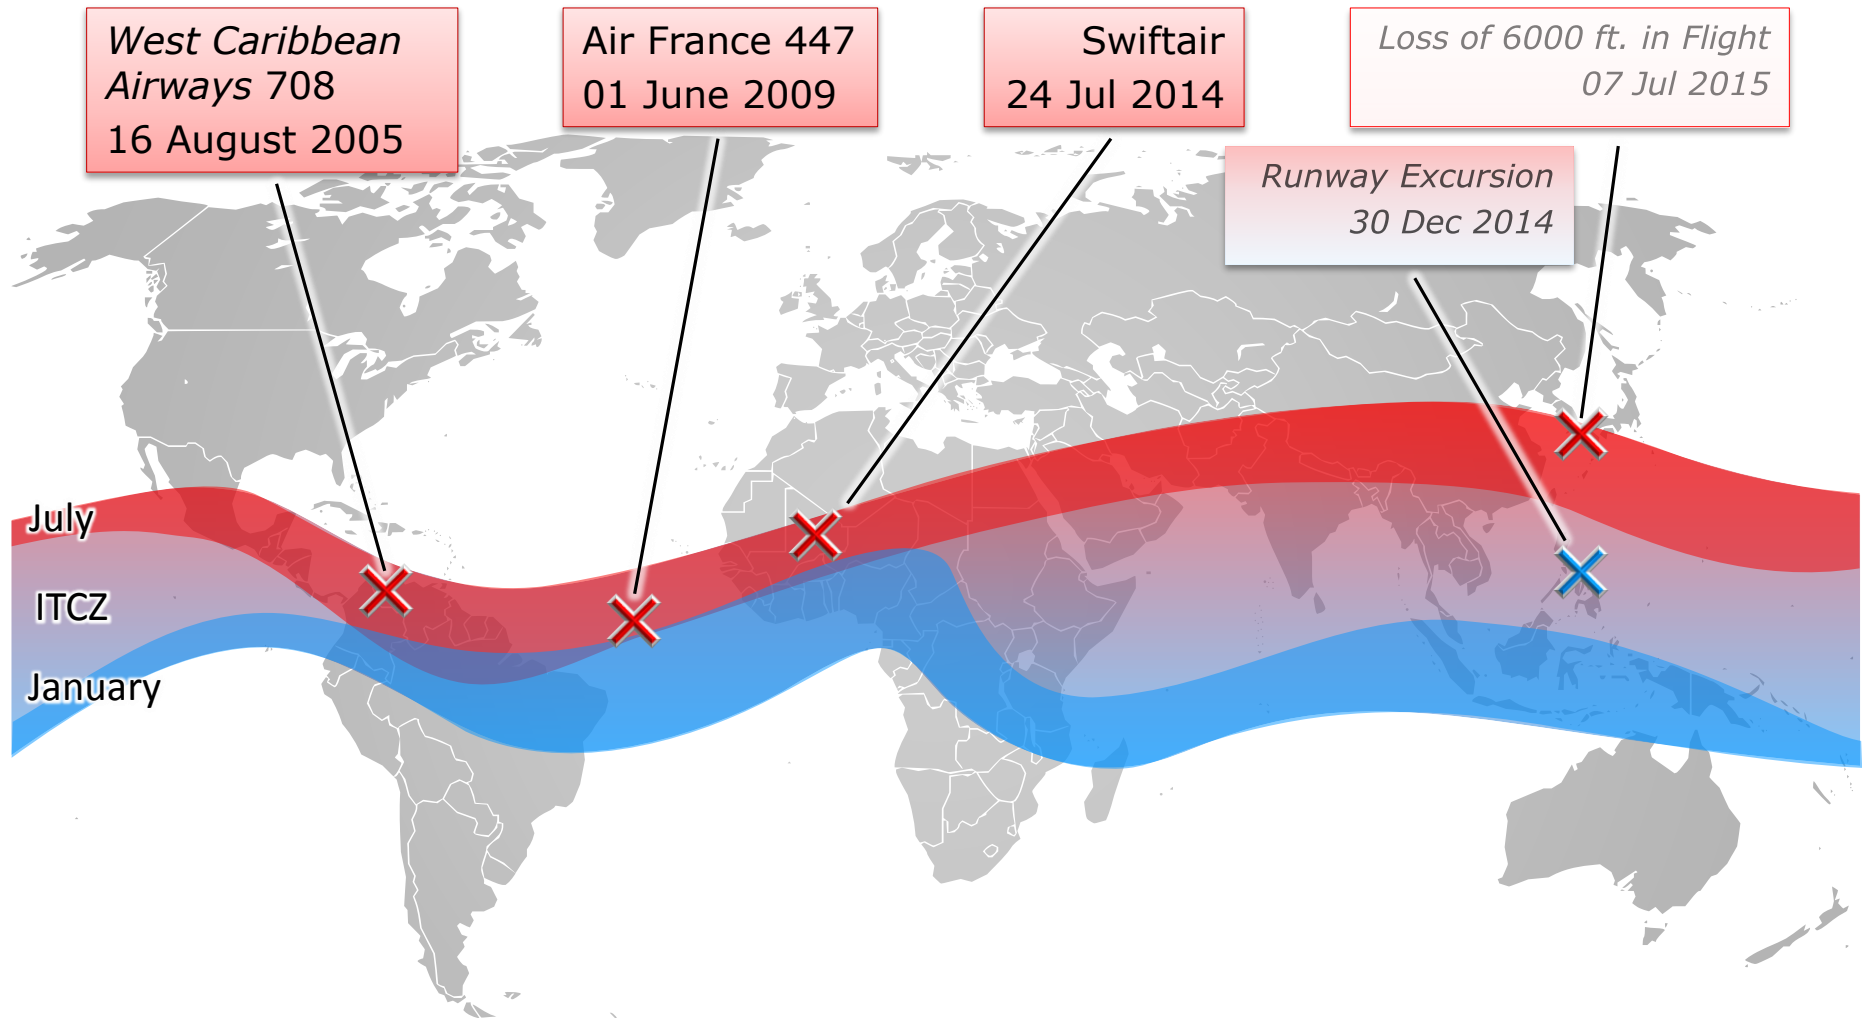 West Caribbean
Airways 708
16 August 2005
Air France 447
01 June 2009
Swiftair
24 Jul 2014
Loss of 6000 ft. in Flight
07 Jul 2015
Runway Excursion
30 Dec 2014
July
ITCZ
January